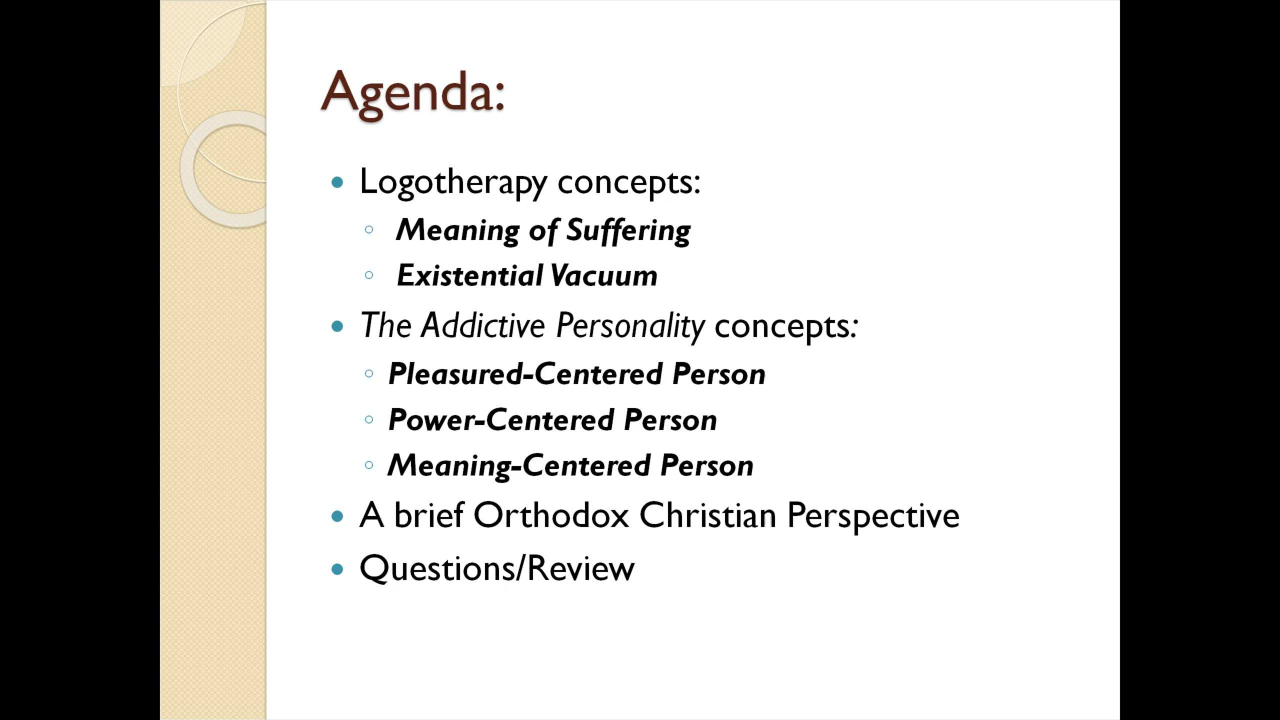 Agenda:
Logotherapy concepts:
Meaning of Suffering
Existential Vacuum
The Addictive Personality concepts:
Pleasured-Centered Person
Power-Centered Person
Meaning-Centered Person
A brief Orthodox Christian Perspective
Questions/Review